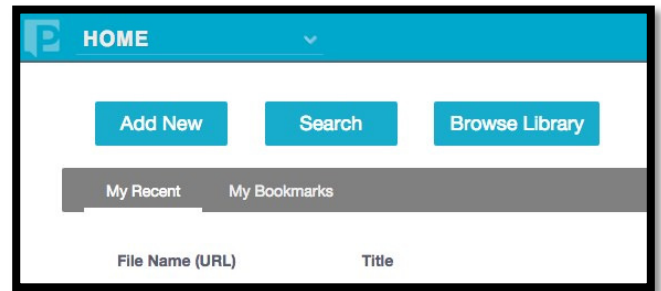 P HOME
Add New Search Browse Library
My Recent My Bookmarks
File Name (URL) Title